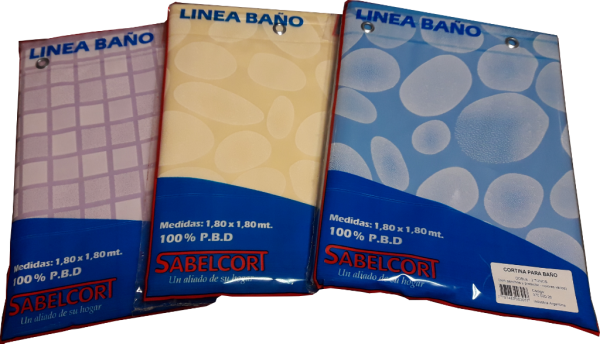 LINEA BAÑO
Medidas: 1,80 x 1,80 mt.
100% P.B.D
SABELCORT
Un aliado de su hogar
LINEA BAÑO
Medidas: 1,80 x 1,80 mt.
100% P.B.D
SABELCORT
Un aliado de su hogar
LINEA BAÑO
Medidas: 1,80 x 1,80 mt.
100% P.B.D
SABELCORT
Un aliado de su hogar
CORTINA PARA BAÑO
Industria Argentina